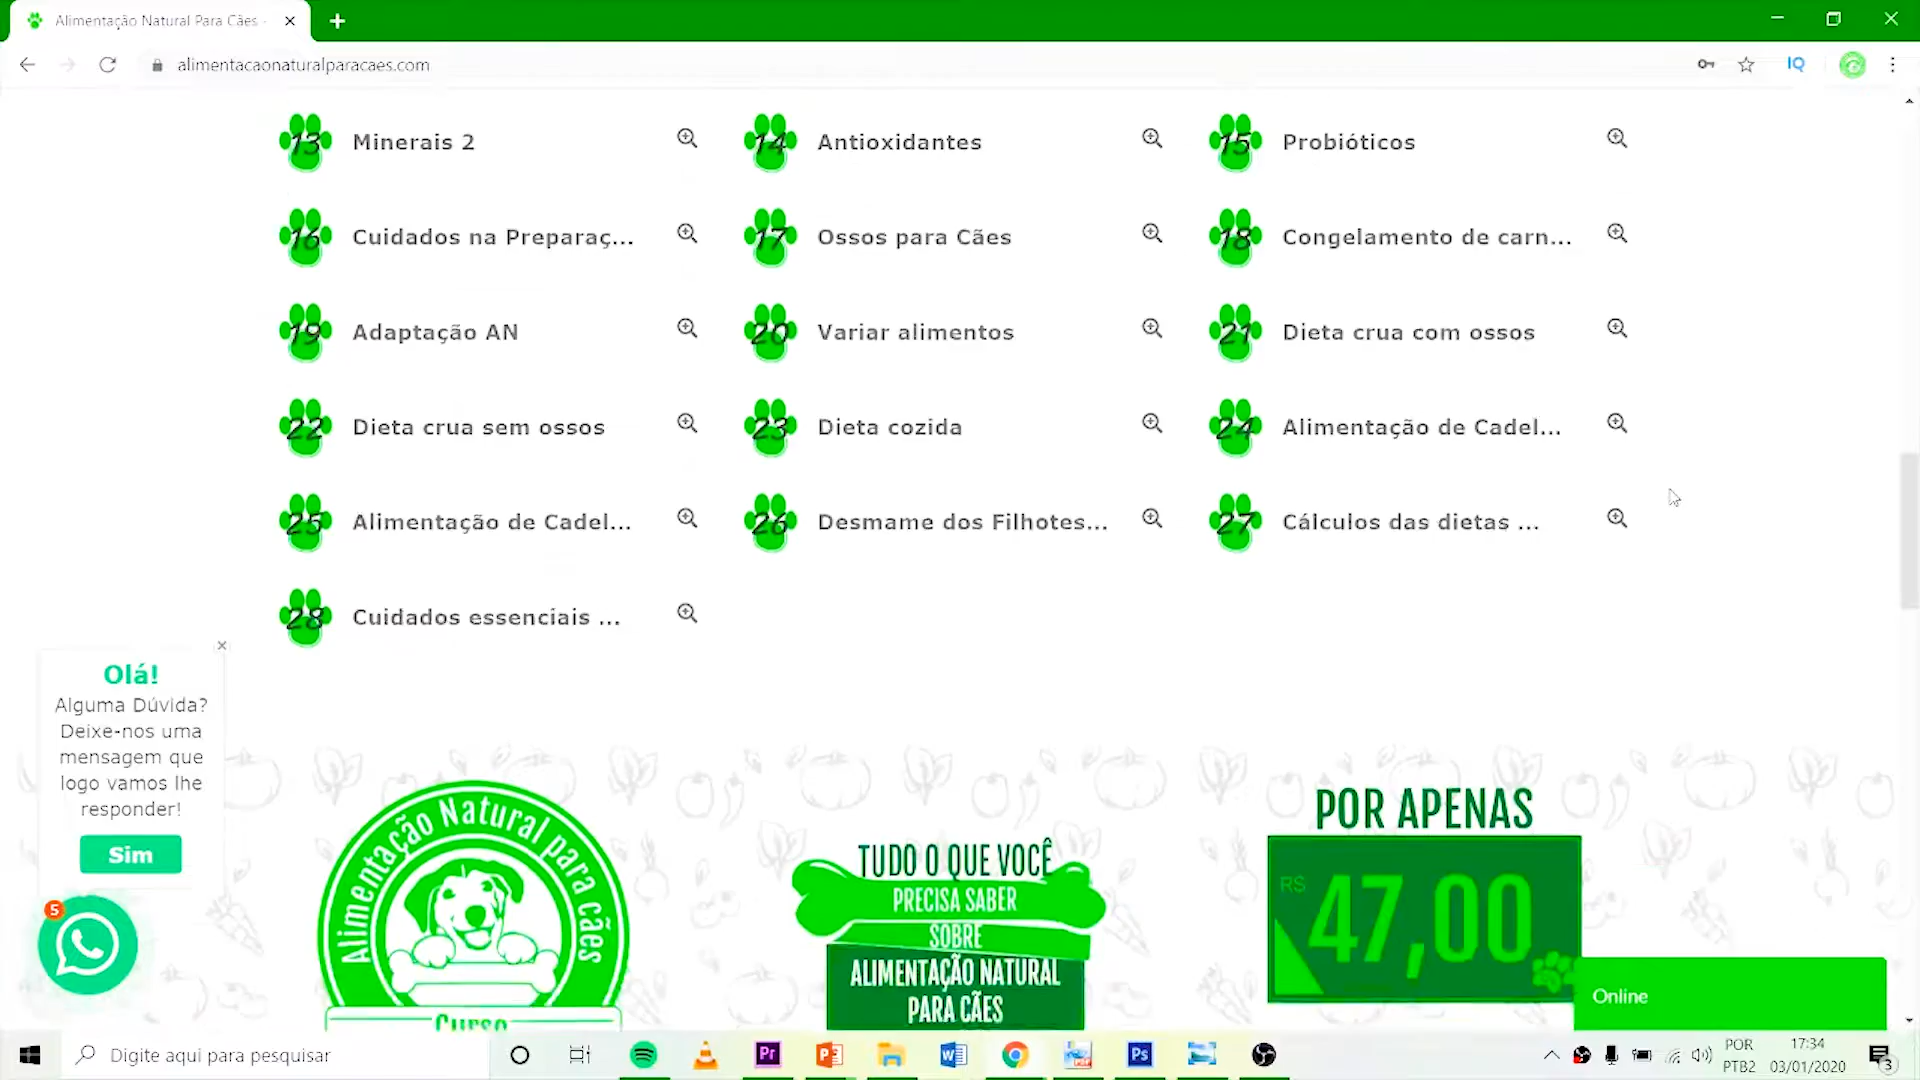 Alimentação Natural Para Cães -
alimentacaonaturalparacaes.com
IQ
13 Minerais 2
14 Antioxidantes
15 Probióticos
16 Cuidados na Preparaç...
17 Ossos para Cães
18 Congelamento de carn...
19 Adaptação AN
20 Variar alimentos
21 Dieta crua com ossos
22 Dieta crua sem ossos
23 Dieta cozida
24 Alimentação de Cadel...
25 Alimentação de Cadel...
26 Desmame dos Filhotes...
27 Cálculos das dietas ...
28 Cuidados essenciais ...
Olá!
Alguma Dúvida?
Deixe-nos uma
mensagem que
logo vamos lhe
responder!
Sim
5
Alimentação Natural para cães
Curso
TUDO O QUE VOCÊ
PRECISA SABER
SOBRE
ALIMENTAÇÃO NATURAL
PARA CÃES
POR APENAS
R$ 47,00
Online
Digite aqui para pesquisar
Pr
Ps
POR
PTB2
17:34
03/01/2020
3